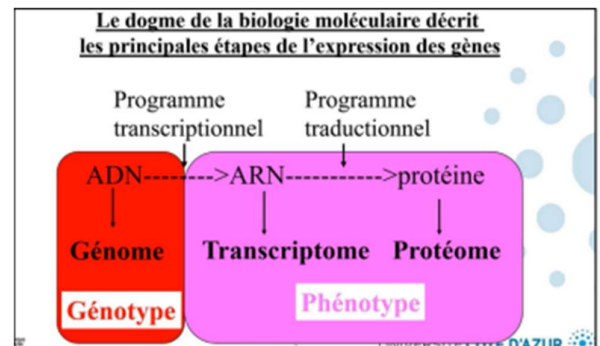 Le dogme de la biologie moléculaire décrit
les principales étapes de l'expression des gènes
Programme
transcriptionnel
Programme
traductionnel
ADN------->ARN---------->protéine
Génome Transcriptome Protéome
Génotype Phénotype
D'AZUR